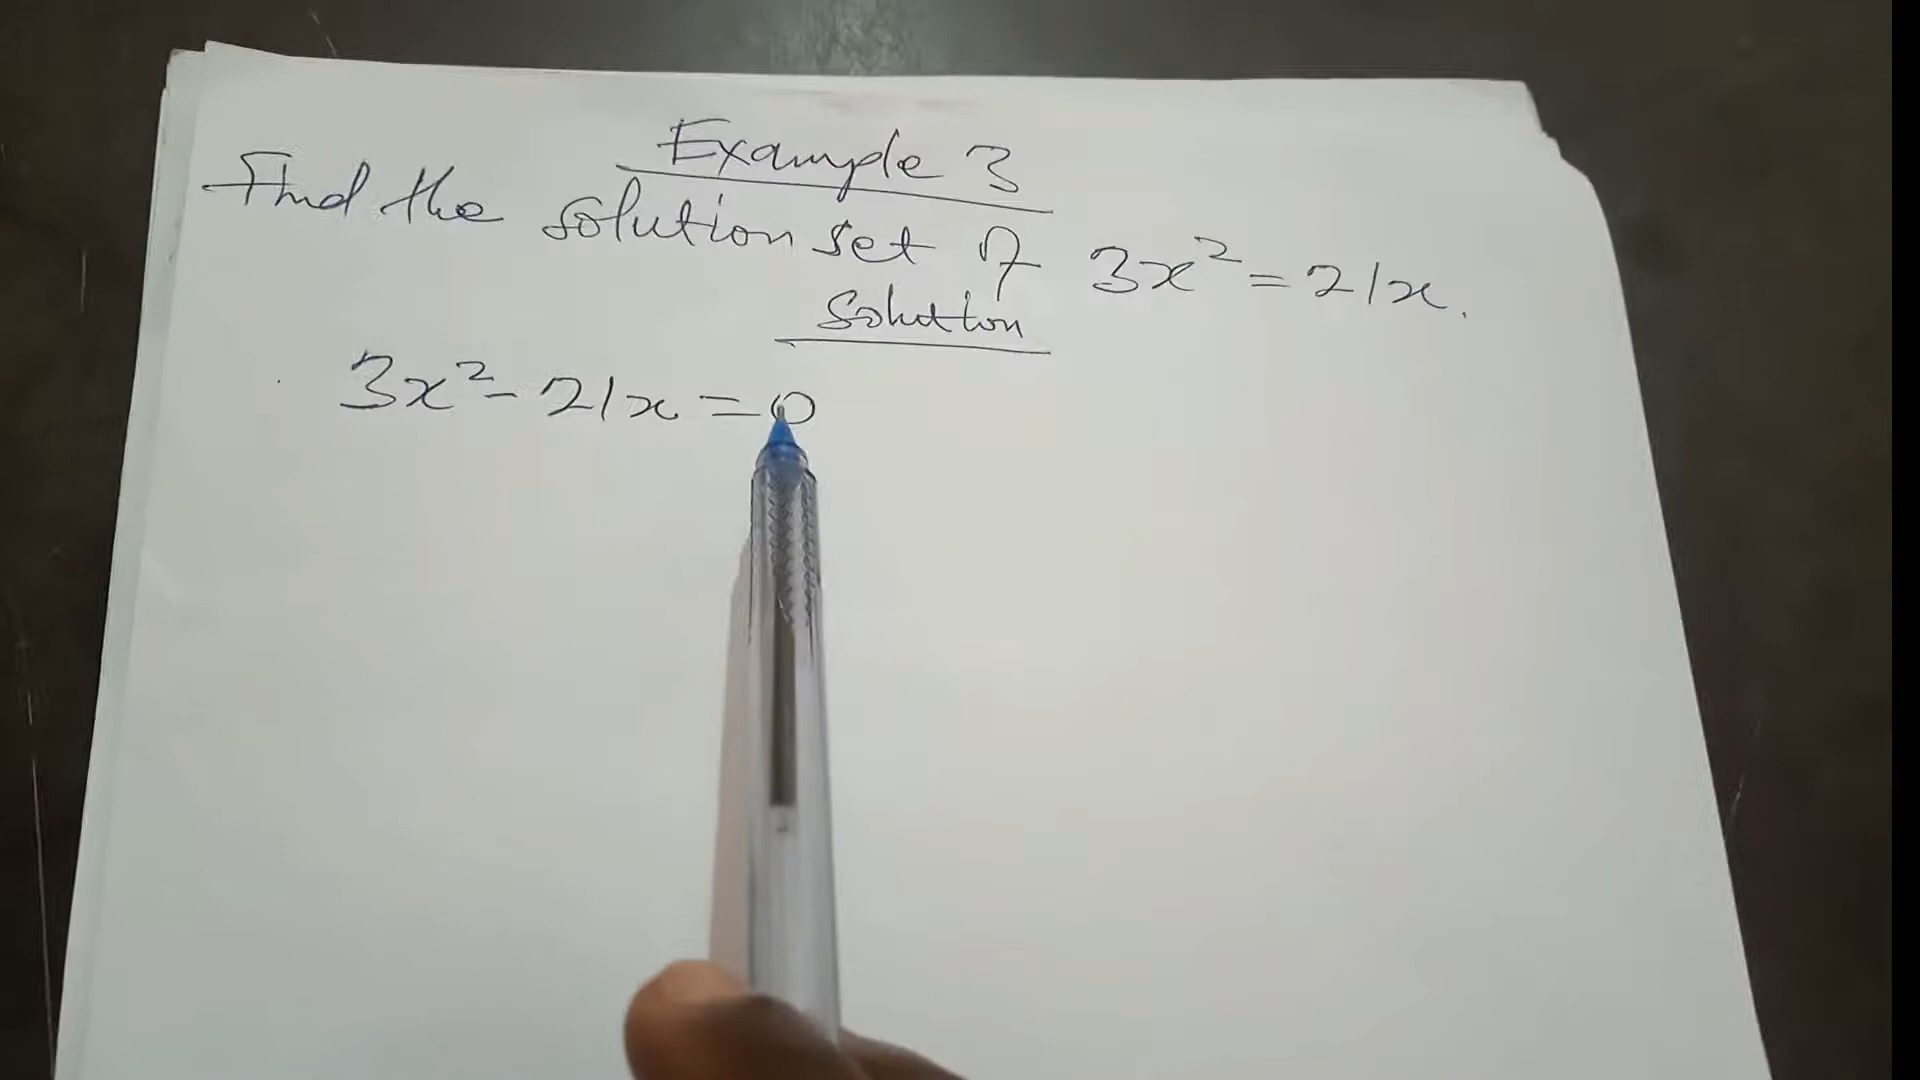 Example 3
Find the solution set of 3x² = 21x.
Solution
3x² - 21x = 0